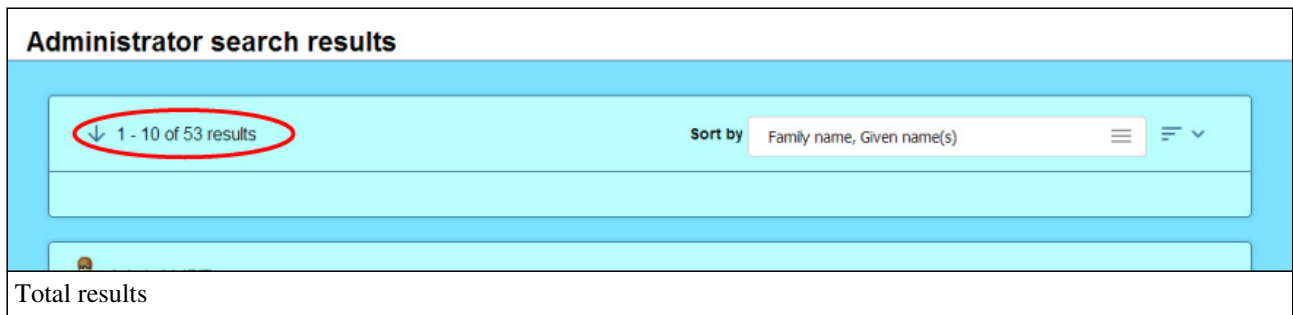 Administrator search results
1 - 10 of 53 results
Sort by Family name, Given name(s)
Total results